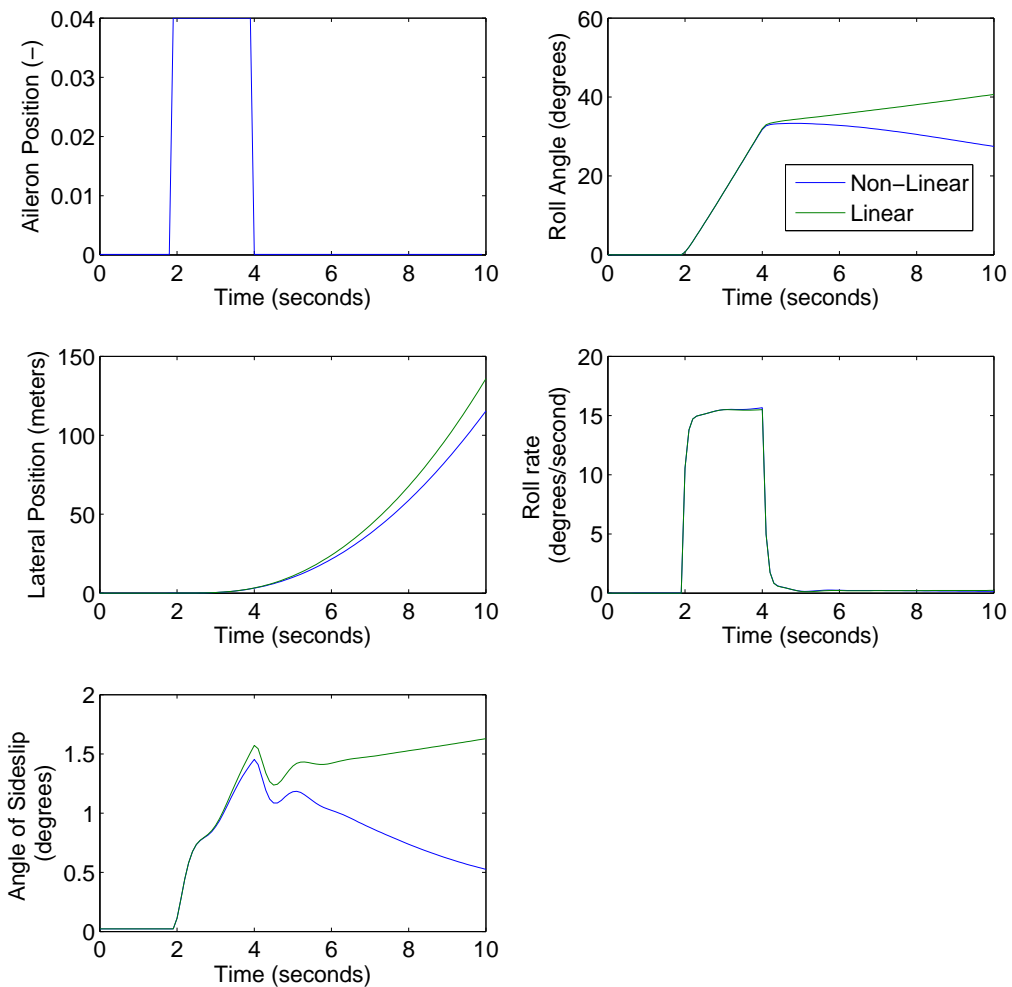 0.04
0.03
0.02
0.01
0
Aileron Position (−)
0 2 4 6 8 10
Time (seconds)
60
40
20
0
Roll Angle (degrees)
Non−Linear
Linear
0 2 4 6 8 10
Time (seconds)
150
100
50
0
Lateral Position (meters)
0 2 4 6 8 10
Time (seconds)
20
15
10
5
0
Roll rate
(degrees/second)
0 2 4 6 8 10
Time (seconds)
2
1.5
1
0.5
0
Angle of Sideslip
(degrees)
0 2 4 6 8 10
Time (seconds)